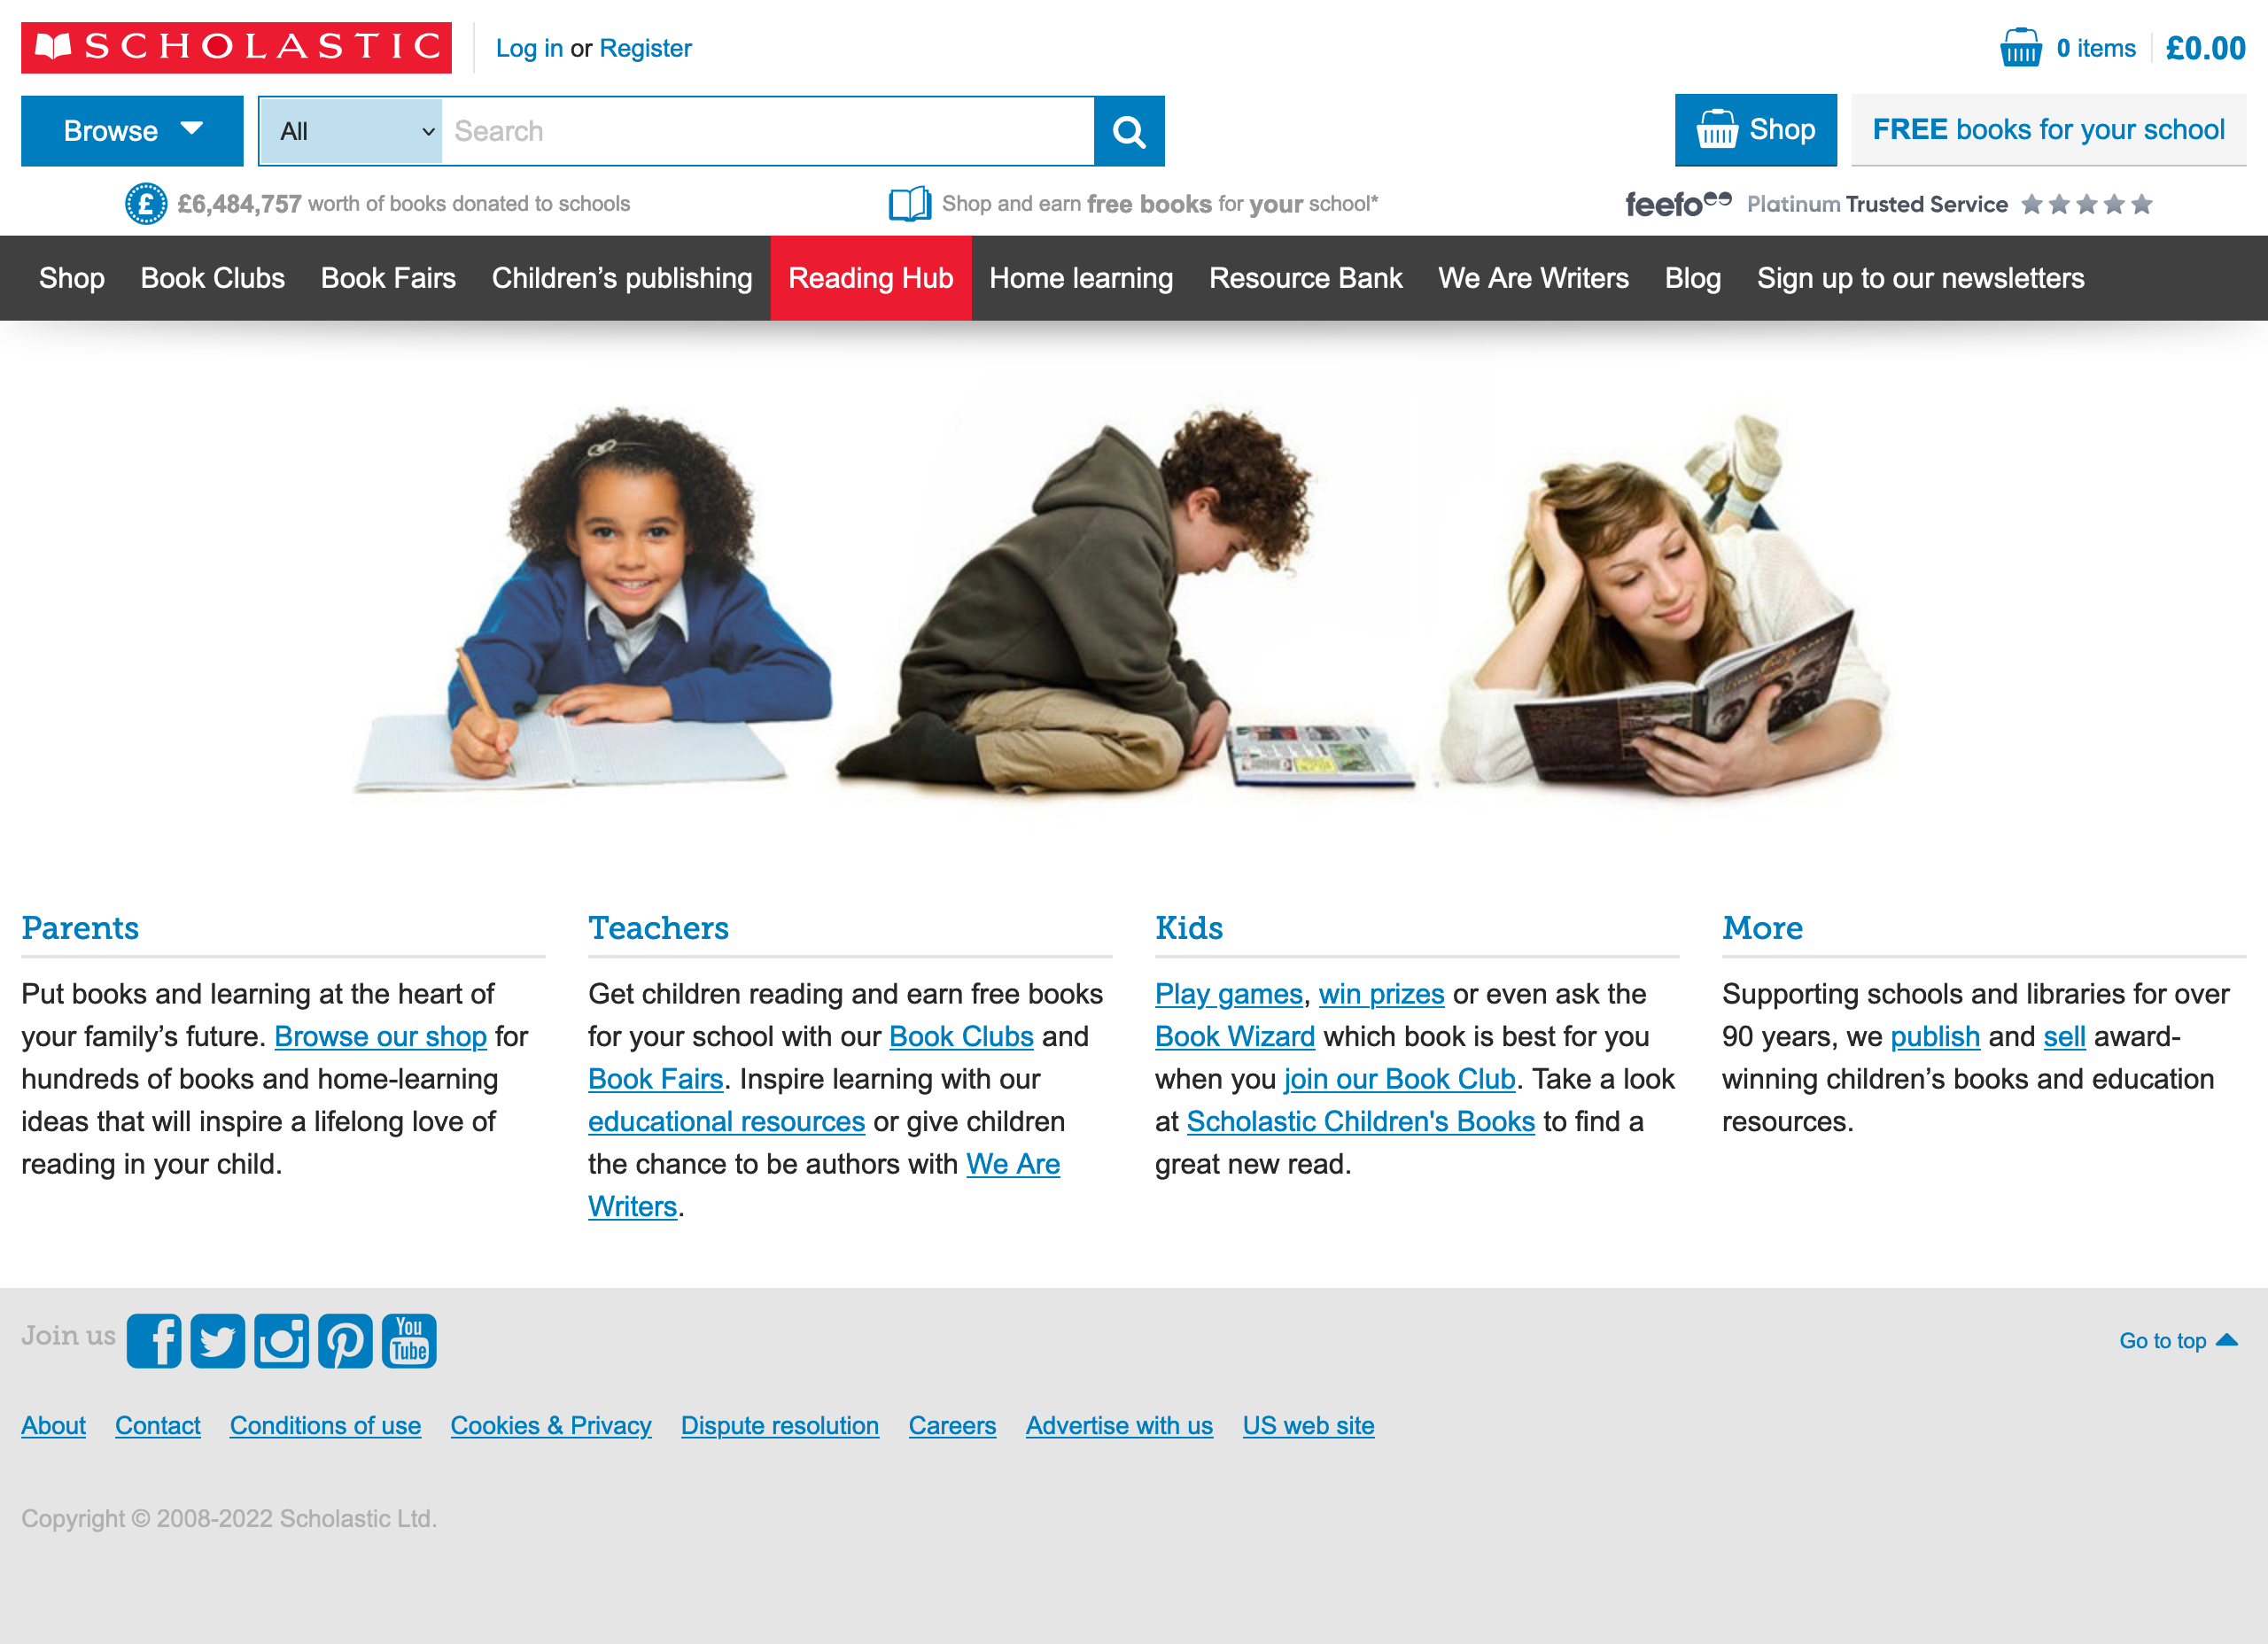 SCHOLASTIC
Log in or Register
0 items £0.00
Browse
All
Search
Shop
FREE books for your school
£6,484,757 worth of books donated to schools
Shop and earn free books for your school*
feefo Platinum Trusted Service
Shop Book Clubs Book Fairs Children’s publishing Reading Hub Home learning Resource Bank We Are Writers Blog Sign up to our newsletters
Parents
Put books and learning at the heart of
your family’s future. Browse our shop for
hundreds of books and home-learning
ideas that will inspire a lifelong love of
reading in your child.
Teachers
Get children reading and earn free books
for your school with our Book Clubs and
Book Fairs. Inspire learning with our
educational resources or give children
the chance to be authors with We Are
Writers.
Kids
Play games, win prizes or even ask the
Book Wizard which book is best for you
when you join our Book Club. Take a look
at Scholastic Children's Books to find a
great new read.
More
Supporting schools and libraries for over
90 years, we publish and sell award-
winning children’s books and education
resources.
Join us
You
Tube
Go to top
About Contact Conditions of use Cookies & Privacy Dispute resolution Careers Advertise with us US web site
Copyright © 2008-2022 Scholastic Ltd.